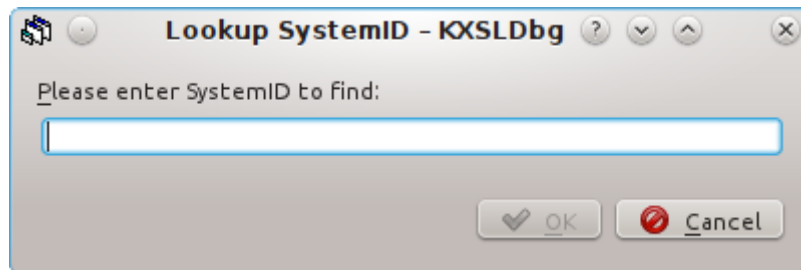 Lookup SystemID - KXSLDbg
Please enter SystemID to find:
OK Cancel